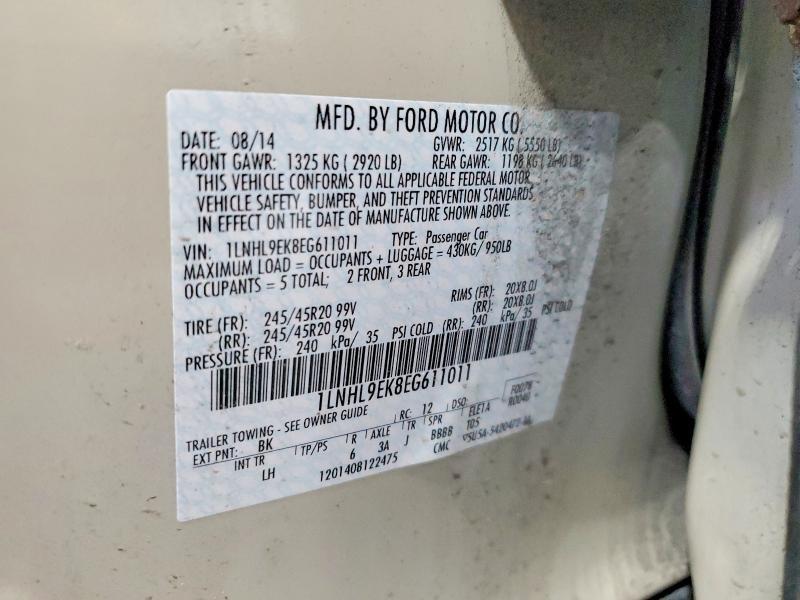 MFD. BY FORD MOTOR CO.
DATE: 08/14 GVWR: 2517 KG ( 5550 LB)
FRONT GAWR: 1325 KG ( 2920 LB) REAR GAWR: 1198 KG ( 2640 LB)
THIS VEHICLE CONFORMS TO ALL APPLICABLE FEDERAL MOTOR
VEHICLE SAFETY, BUMPER, AND THEFT PREVENTION STANDARDS
IN EFFECT ON THE DATE OF MANUFACTURE SHOWN ABOVE.
VIN: 1LNHL9EK8EG611011 TYPE: Passenger Car
MAXIMUM LOAD = OCCUPANTS + LUGGAGE = 430KG/ 950LB
OCCUPANTS = 5 TOTAL; 2 FRONT, 3 REAR
TIRE (FR): 245/45R20 99V RIMS (FR): 20X8.0J
(RR): 245/45R20 99V (RR): 20X8.0J
PRESSURE (FR): 240 kPa/ 35 PSI COLD (RR): 240 kPa/ 35 PSI COLD
1LNHL9EK8EG611011
TRAILER TOWING - SEE OWNER GUIDE RC: 12 DSO: F0078
EXT PNT: BK R0040
INT TR TP/PS R AXLE TR SPR ELE1A
LH 6 3A J BBBB 105
1201408122475 CMC